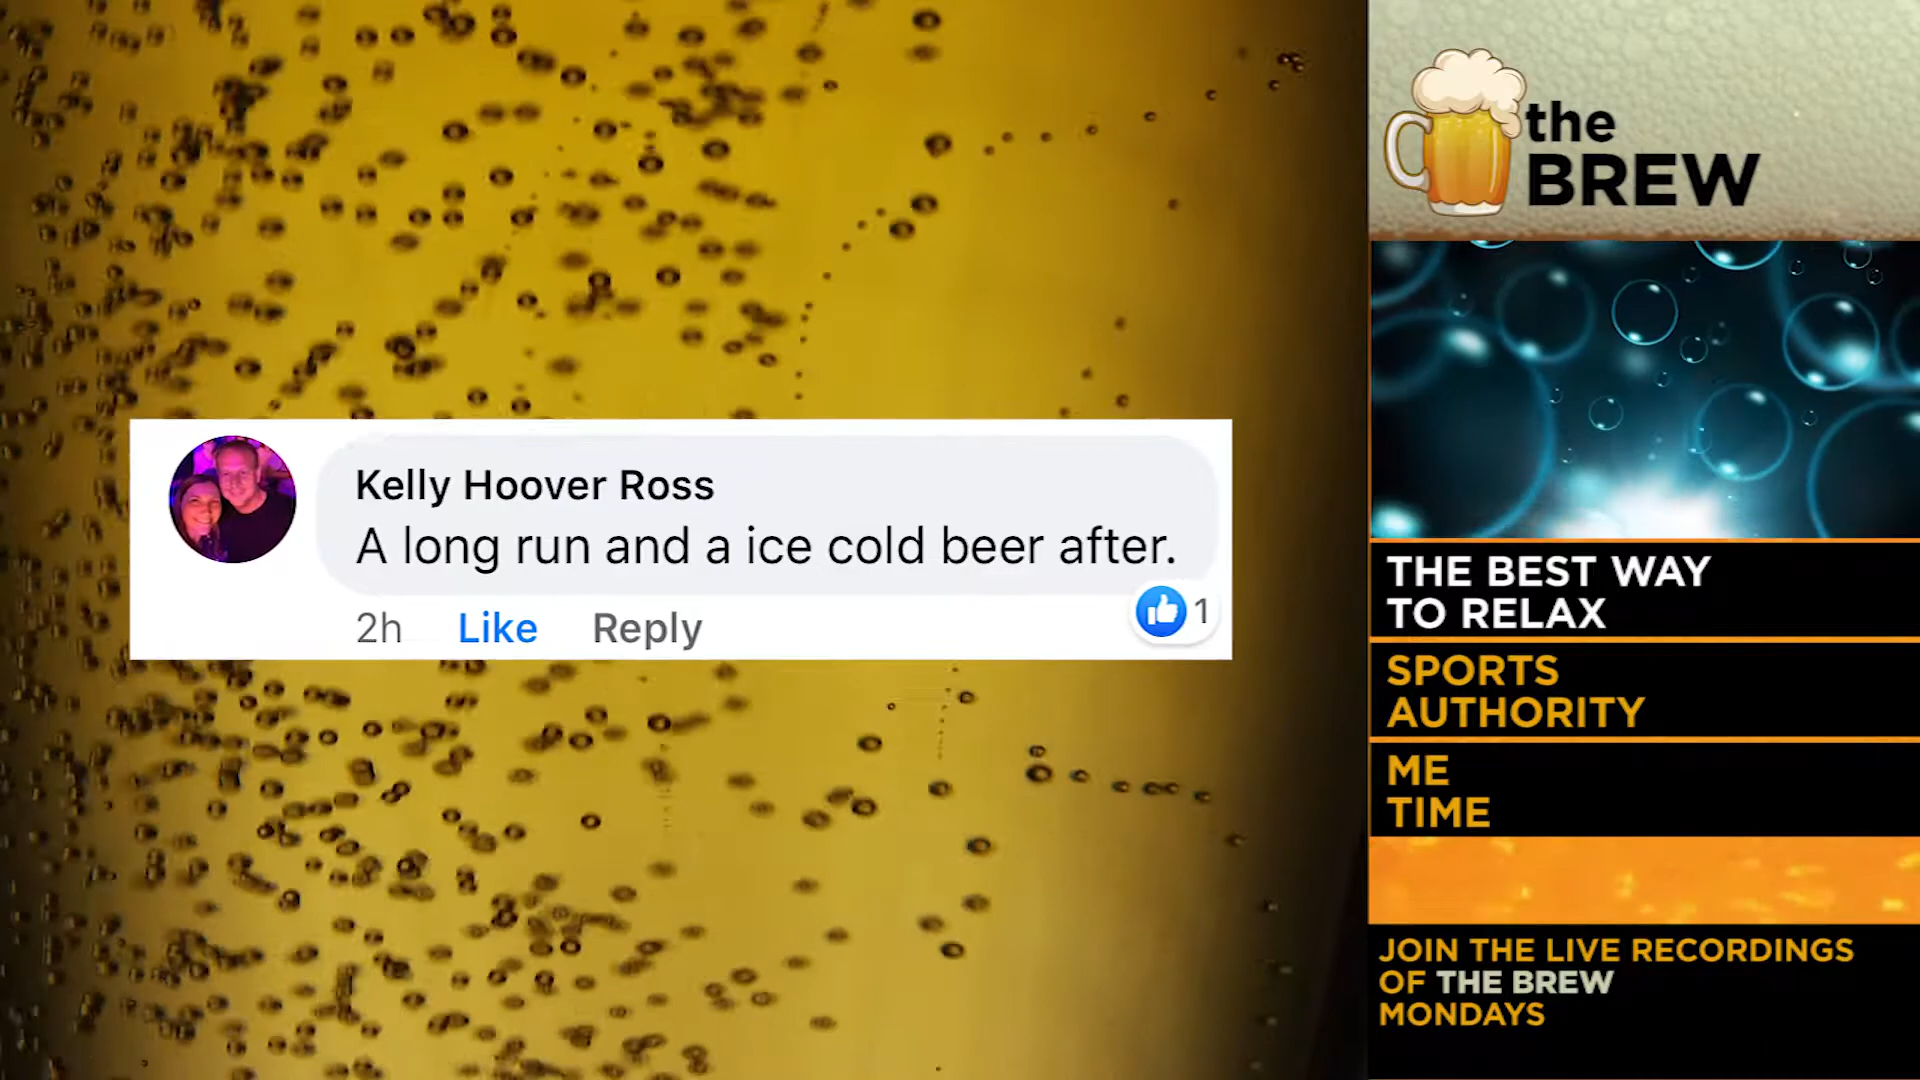 Kelly Hoover Ross
A long run and a ice cold beer after.
2h Like Reply 1
the
BREW
THE BEST WAY
TO RELAX
SPORTS
AUTHORITY
ME
TIME
JOIN THE LIVE RECORDINGS
OF THE BREW
MONDAYS